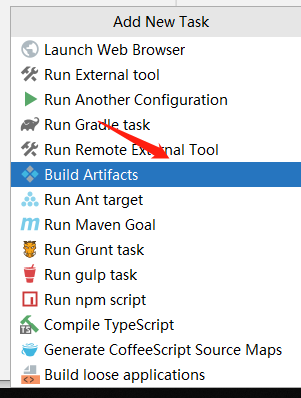 Add New Task
Launch Web Browser
Run External tool
Run Another Configuration
Run Gradle task
Run Remote External Tool
Build Artifacts
Run Ant target
m Run Maven Goal
Run Grunt task
Run gulp task
Run npm script
TS Compile TypeScript
Generate CoffeeScript Source Maps
Build loose applications